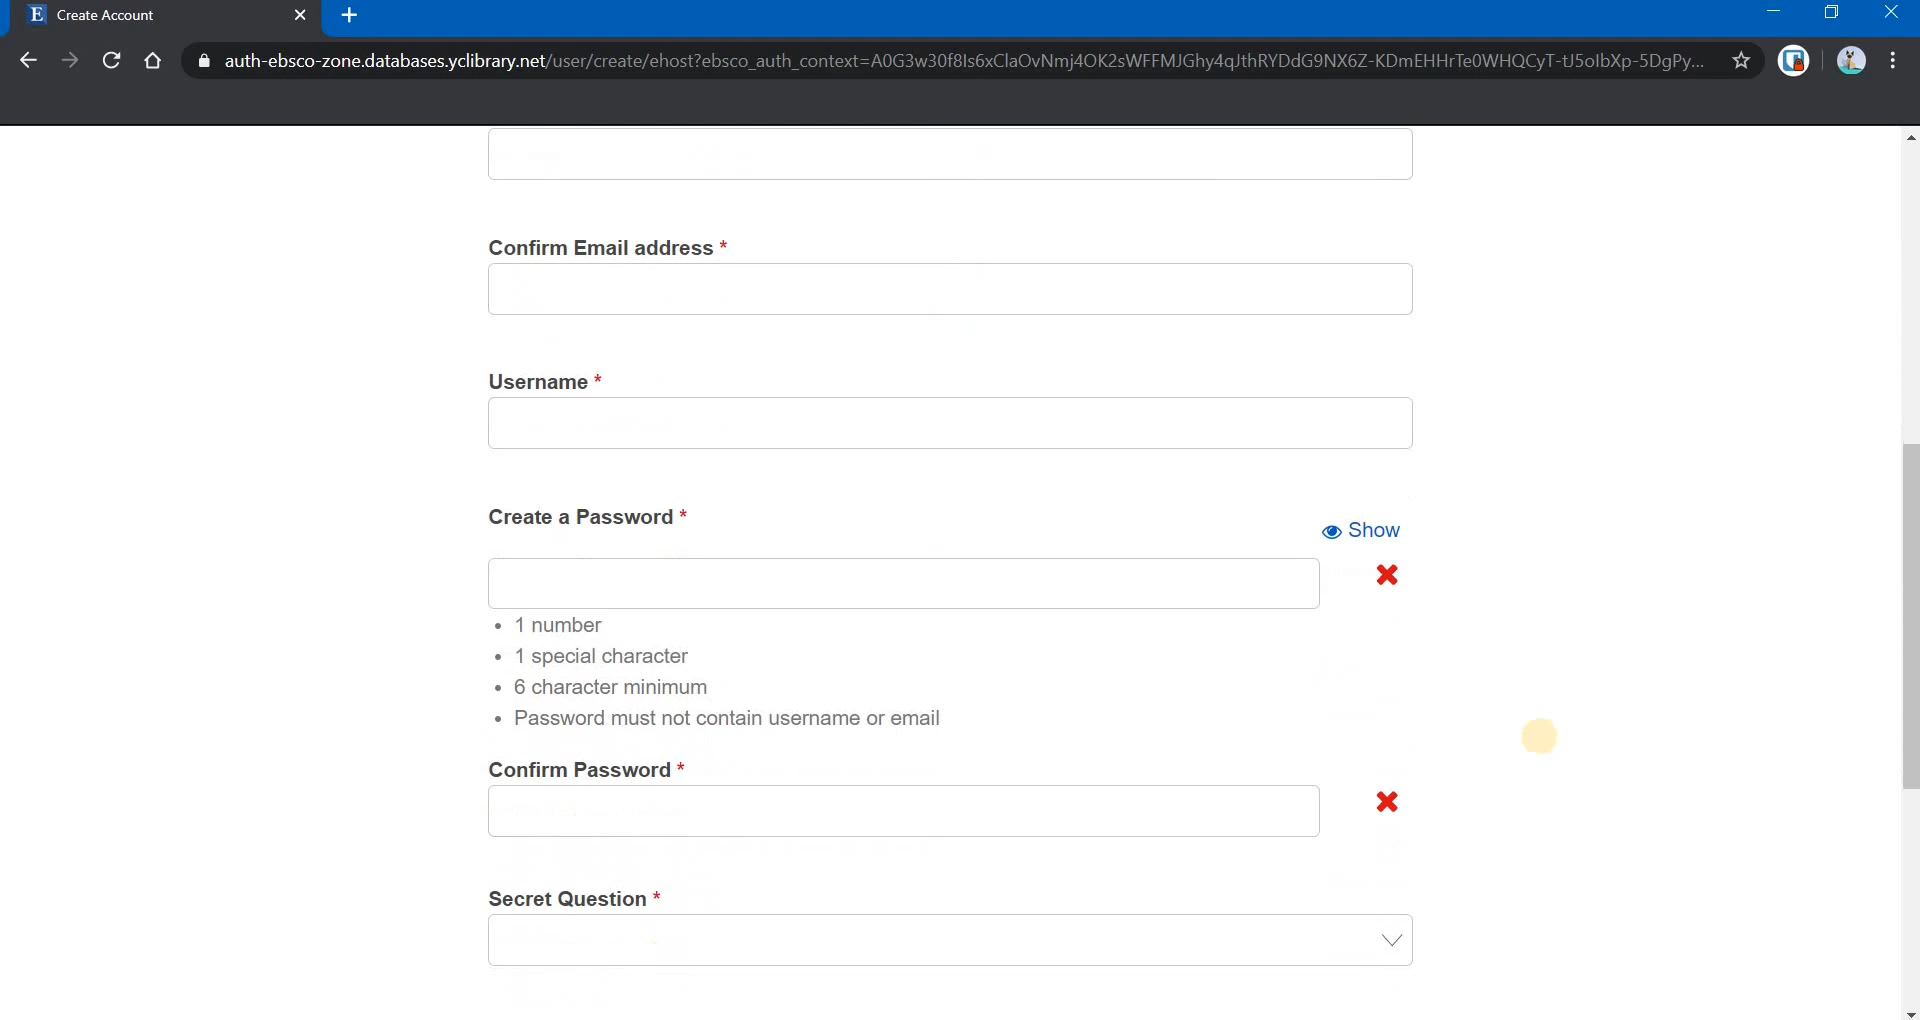 E Create Account
auth-ebsco-zone.databases.yclibrary.net/user/create/ehost?ebsco_auth_context=A0G3w30f8Is6xClaOvNmj4OK2sWFFMJGhy4qJthRYDdG9NX6Z-KDmEHHrTe0WHQCyT-tJ5oIbXp-5DgPy...
Confirm Email address *
Username *
Create a Password *
Show
• 1 number
• 1 special character
• 6 character minimum
• Password must not contain username or email
Confirm Password *
Secret Question *